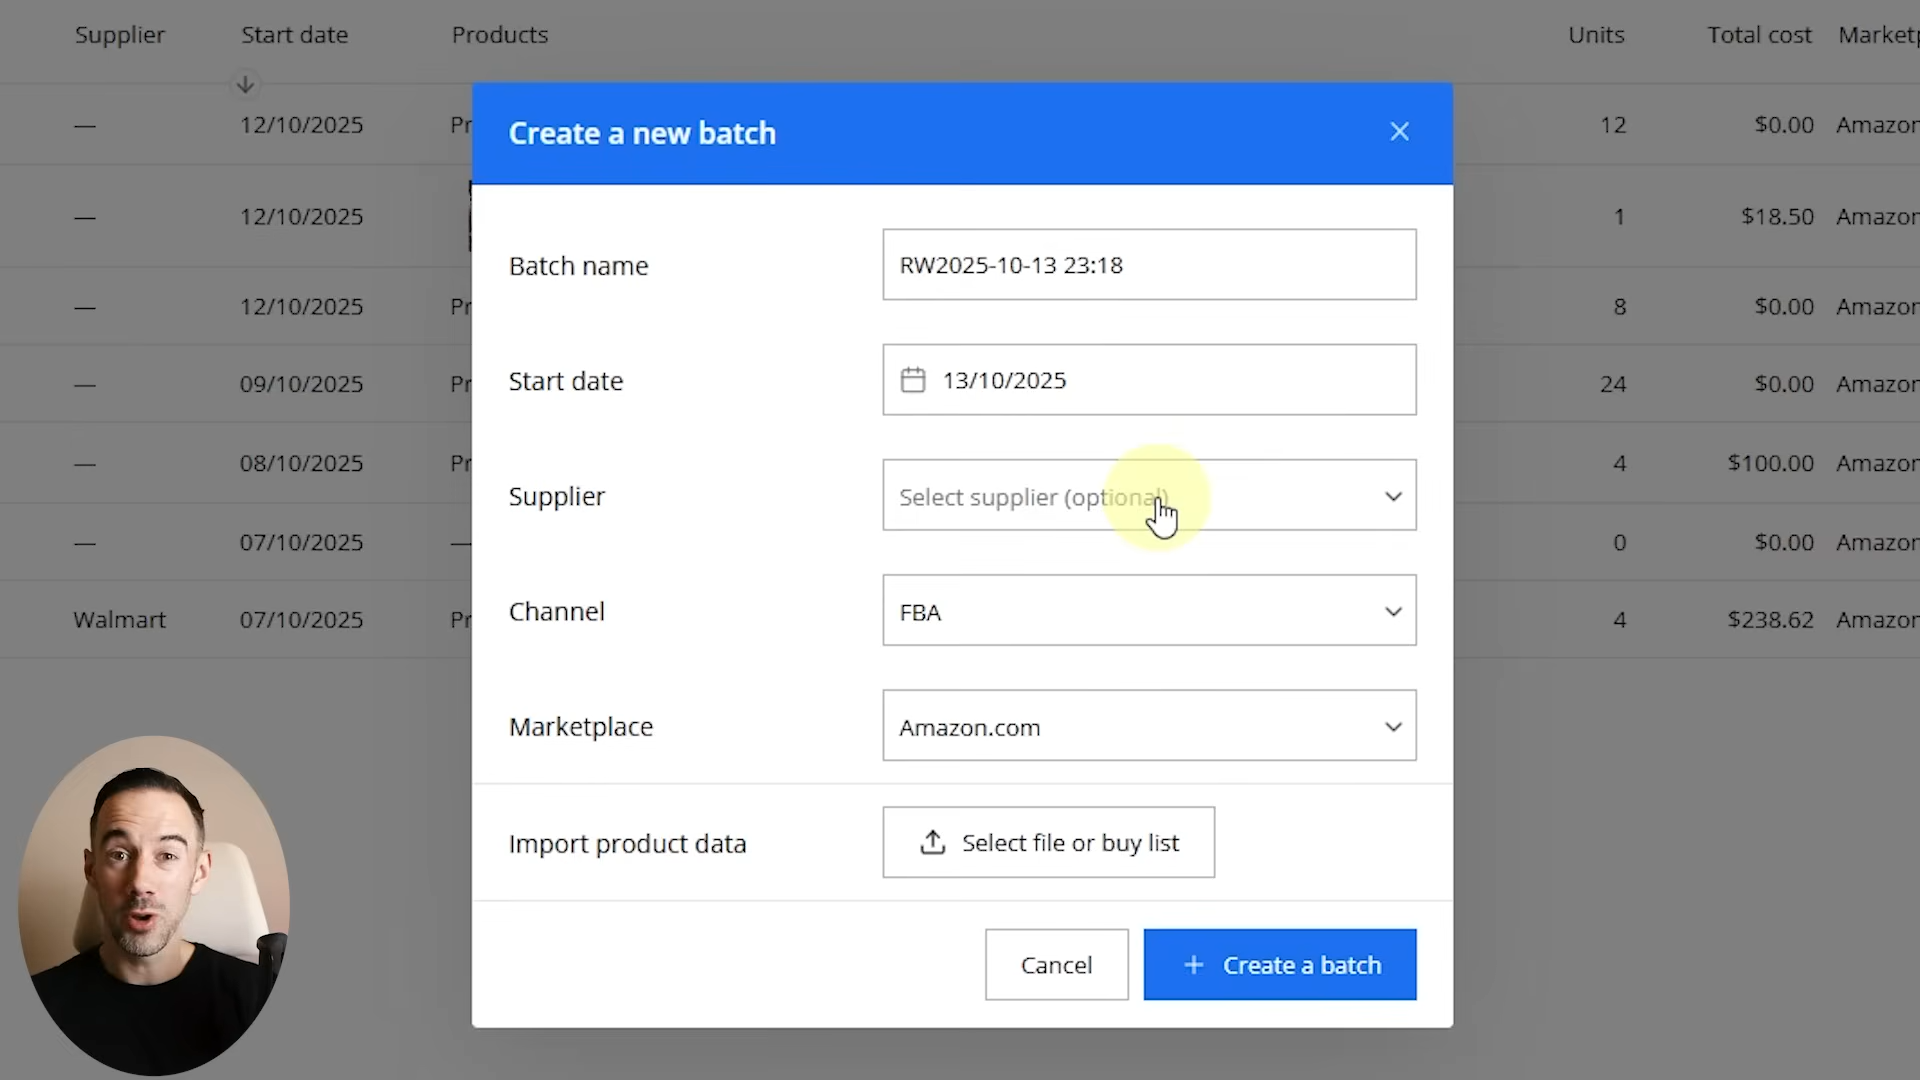 Supplier Start date Products Units Total cost Marketp
— 12/10/2025 Pr 12 $0.00 Amazon
— 12/10/2025 1 $18.50 Amazon
— 12/10/2025 Pr 8 $0.00 Amazon
— 09/10/2025 Pr 24 $0.00 Amazon
— 08/10/2025 Pr 4 $100.00 Amazon
— 07/10/2025 — 0 $0.00 Amazon
Walmart 07/10/2025 Pr 4 $238.62 Amazon
Create a new batch
Batch name RW2025-10-13 23:18
Start date 13/10/2025
Supplier Select supplier (optional)
Channel FBA
Marketplace Amazon.com
Import product data Select file or buy list
Cancel + Create a batch